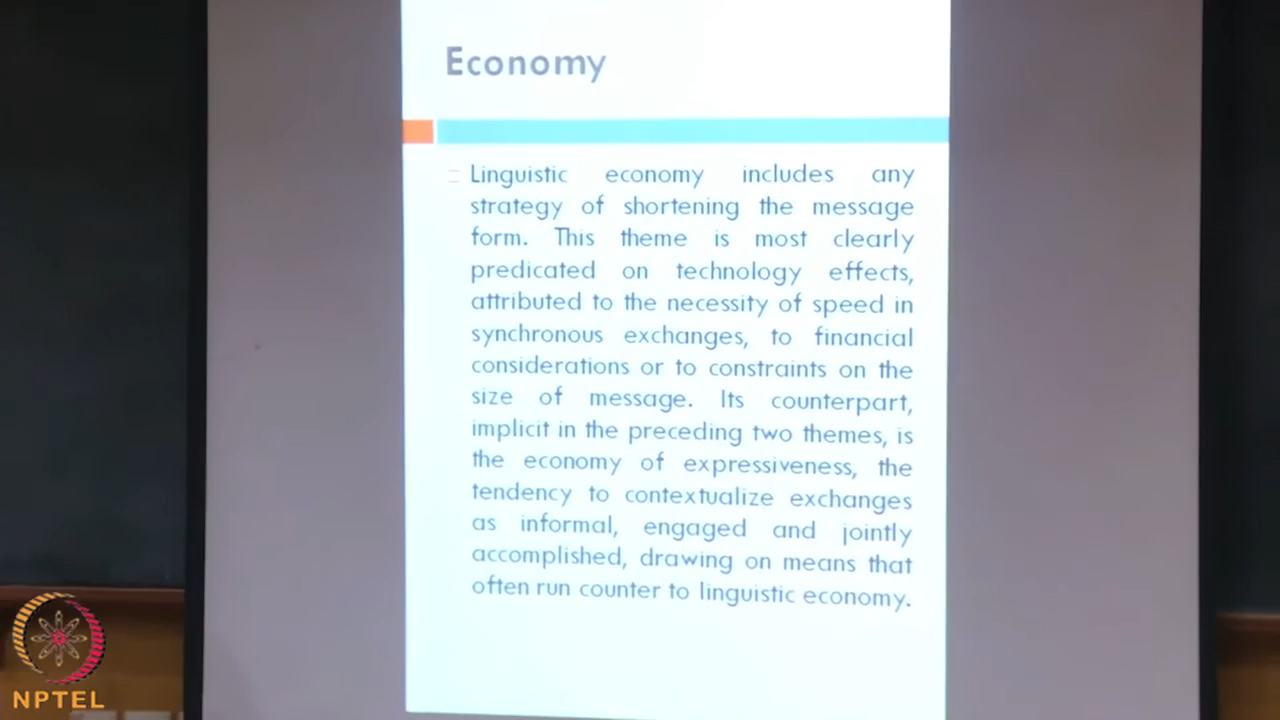 Economy
Linguistic economy includes any
strategy of shortening the message
form. This theme is most clearly
predicated on technology effects,
attributed to the necessity of speed in
synchronous exchanges, to financial
considerations or to constraints on the
size of message. Its counterpart,
implicit in the preceding two themes, is
the economy of expressiveness, the
tendency to contextualize exchanges
as informal, engaged and jointly
accomplished, drawing on means that
often run counter to linguistic economy.
NPTEL